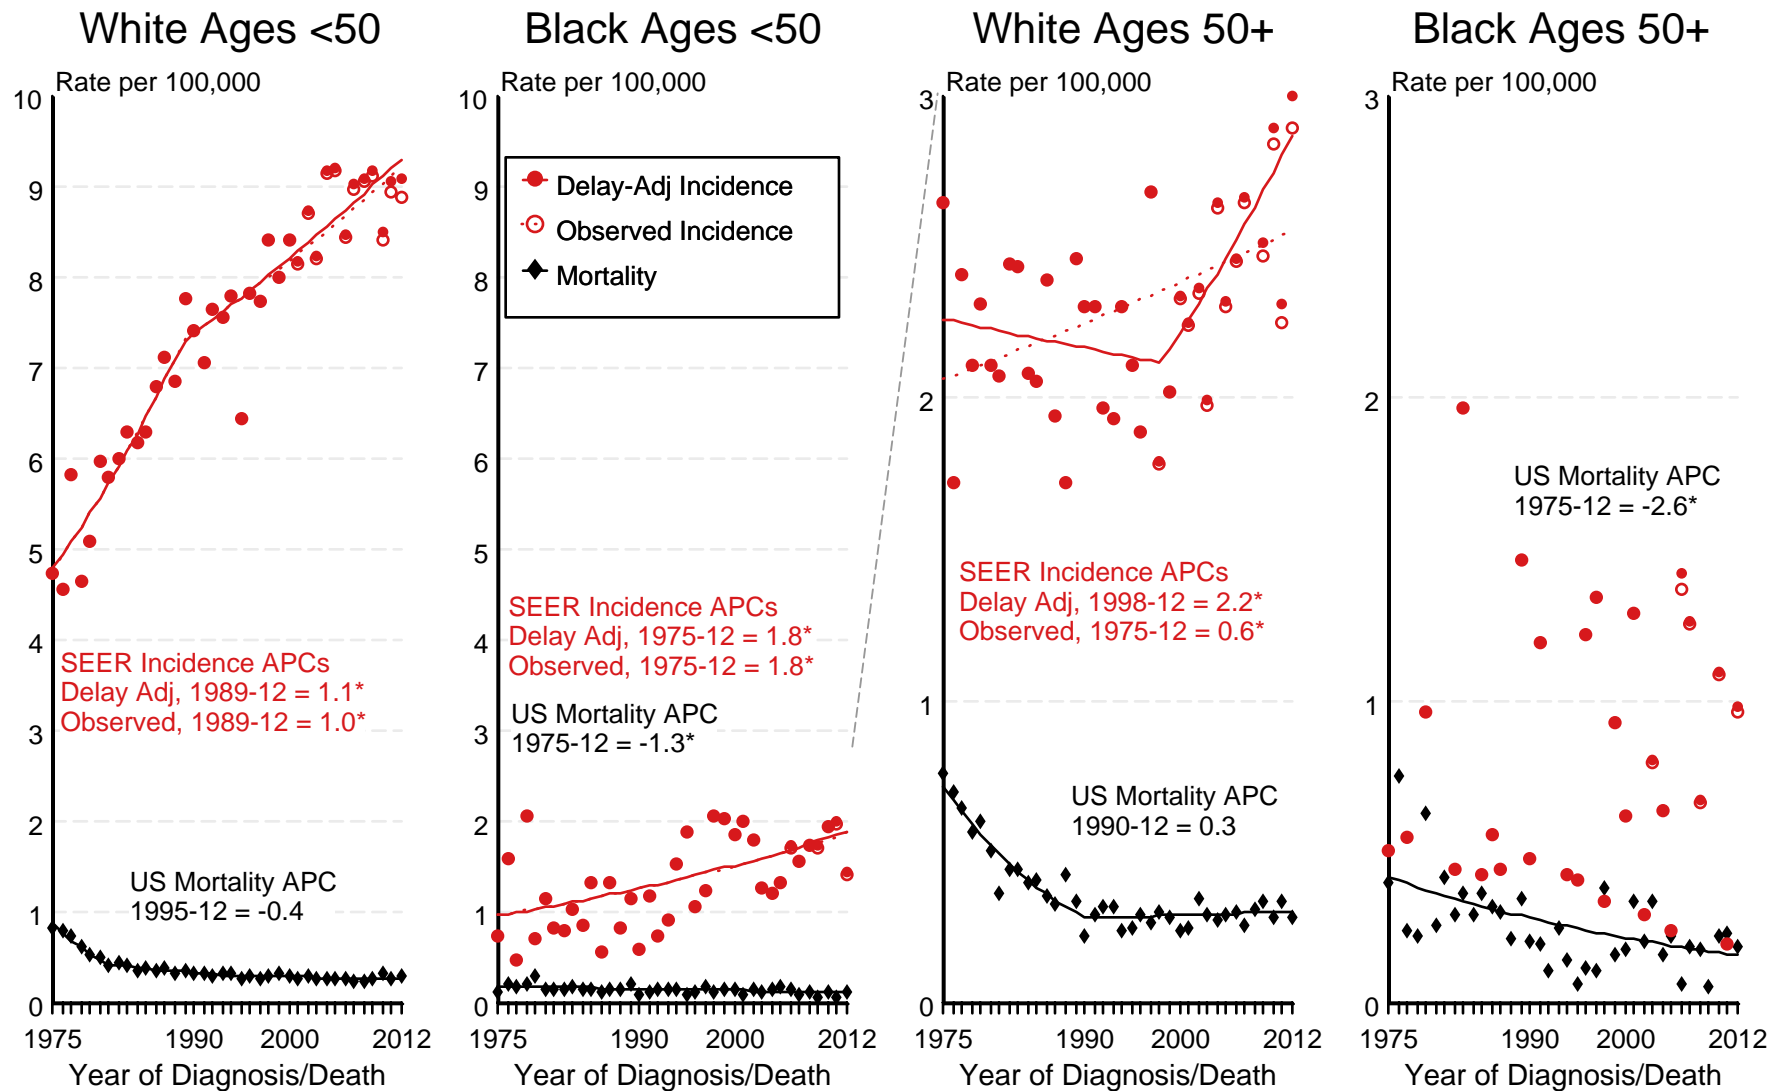 White Ages <50
Black Ages <50
White Ages 50+
Black Ages 50+
Rate per 100,000
10
9
8
7
6
5
4
3
2
1
0
SEER Incidence APCs
Delay Adj, 1989-12 = 1.1*
Observed, 1989-12 = 1.0*
US Mortality APC
1995-12 = -0.4
1975
1990
2000
2012
Year of Diagnosis/Death
Rate per 100,000
10
9
8
7
6
5
4
3
2
1
0
Delay-Adj Incidence
Observed Incidence
Mortality
SEER Incidence APCs
Delay Adj, 1975-12 = 1.8*
Observed, 1975-12 = 1.8*
US Mortality APC
1975-12 = -1.3*
1975
1990
2000
2012
Year of Diagnosis/Death
Rate per 100,000
3
2
1
0
SEER Incidence APCs
Delay Adj, 1998-12 = 2.2*
Observed, 1975-12 = 0.6*
US Mortality APC
1990-12 = 0.3
1975
1990
2000
2012
Year of Diagnosis/Death
Rate per 100,000
3
2
1
0
US Mortality APC
1975-12 = -2.6*
1975
1990
2000
2012
Year of Diagnosis/Death